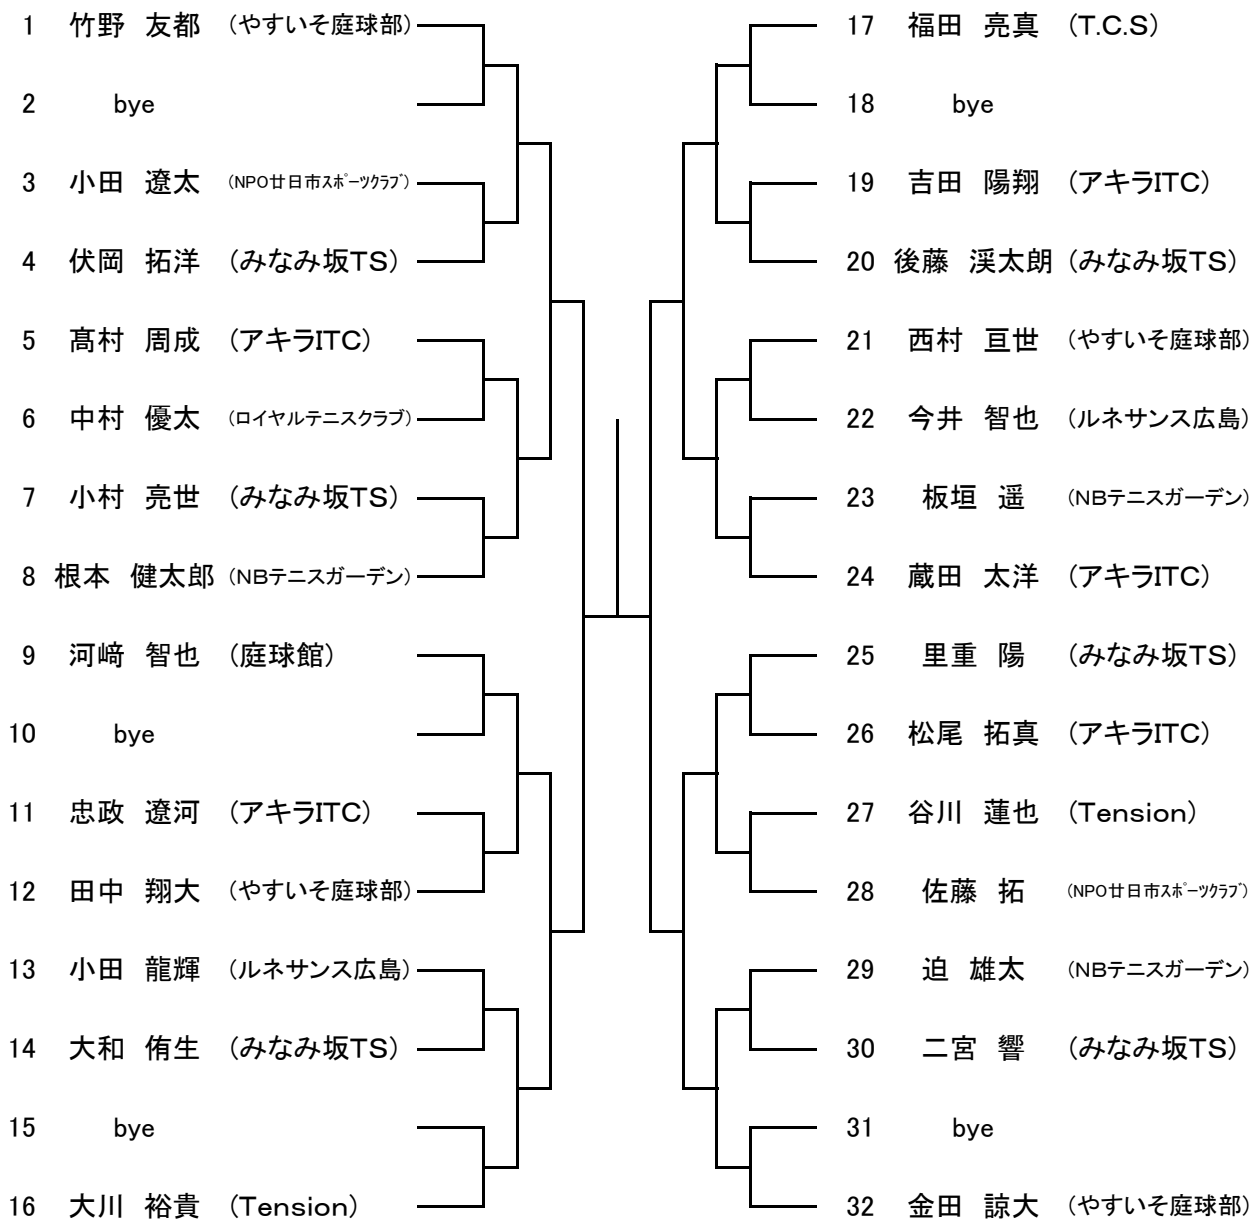 1 竹野 友都 (やすいそ庭球部)
2 bye
3 小田 遼太 (NPO廿日市ｽﾎﾟｰﾂｸﾗﾌﾞ)
4 伏岡 拓洋 (みなみ坂TS)
5 髙村 周成 (アキラITC)
6 中村 優太 (ロイヤルテニスクラブ)
7 小村 亮世 (みなみ坂TS)
8 根本 健太郎 (NBテニスガーデン)
9 河﨑 智也 (庭球館)
10 bye
11 忠政 遼河 (アキラITC)
12 田中 翔大 (やすいそ庭球部)
13 小田 龍輝 (ルネサンス広島)
14 大和 侑生 (みなみ坂TS)
15 bye
16 大川 裕貴 (Tension)
17 福田 亮真 (T.C.S)
18 bye
19 吉田 陽翔 (アキラITC)
20 後藤 渓太朗 (みなみ坂TS)
21 西村 亘世 (やすいそ庭球部)
22 今井 智也 (ルネサンス広島)
23 板垣 遥 (NBテニスガーデン)
24 蔵田 太洋 (アキラITC)
25 里重 陽 (みなみ坂TS)
26 松尾 拓真 (アキラITC)
27 谷川 蓮也 (Tension)
28 佐藤 拓 (NPO廿日市ｽﾎﾟｰﾂｸﾗﾌﾞ)
29 迫 雄太 (NBテニスガーデン)
30 二宮 響 (みなみ坂TS)
31 bye
32 金田 諒大 (やすいそ庭球部)